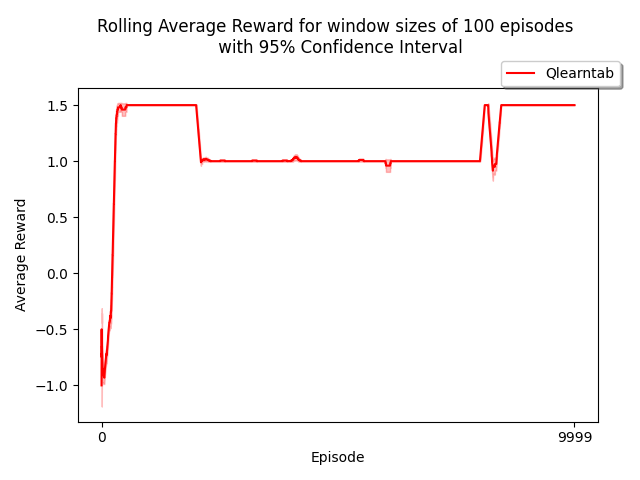 Rolling Average Reward for window sizes of 100 episodes
with 95% Confidence Interval
Qlearntab
1.5
1.0
0.5
0.0
−0.5
−1.0
Average Reward
0
9999
Episode